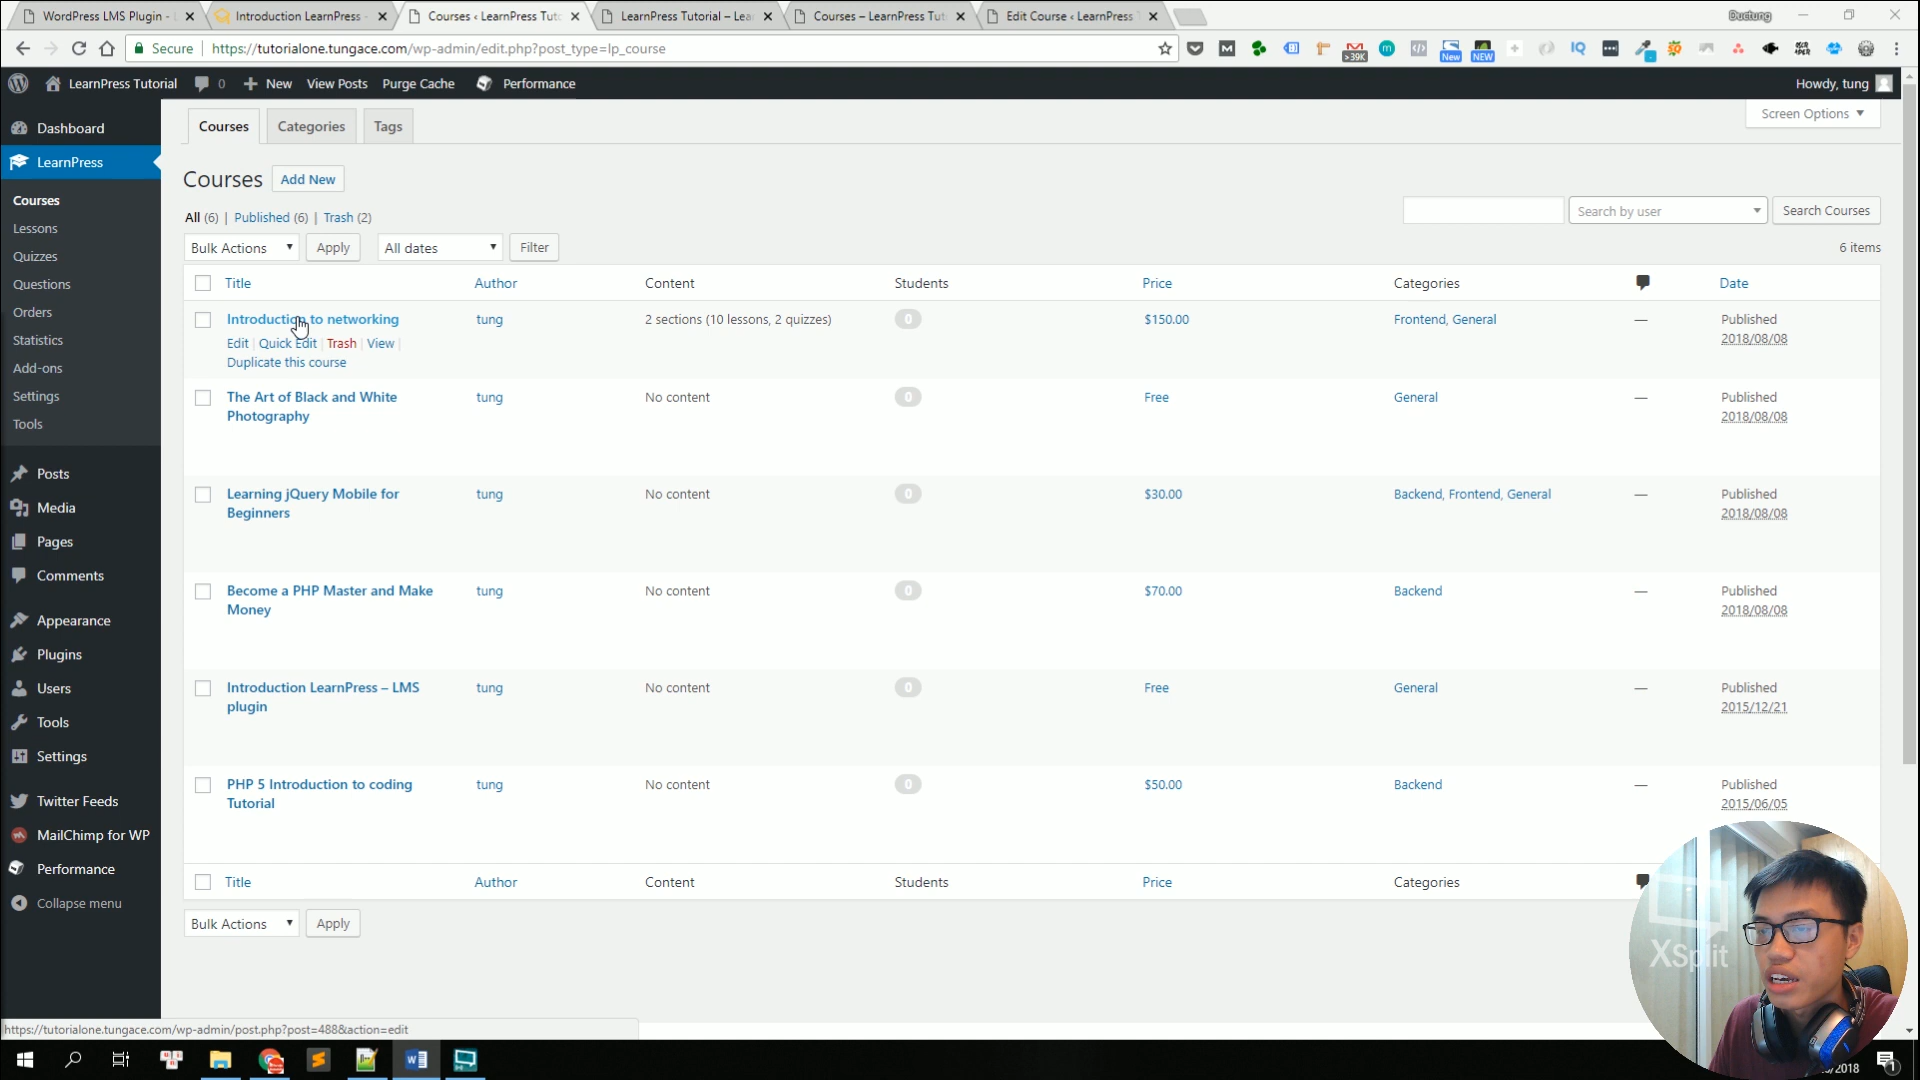 WordPress LMS Plugin -
Introduction LearnPress -
Courses ‹ LearnPress Tuto
LearnPress Tutorial – Lea
Courses – LearnPress Tut
Edit Course ‹ LearnPress
Ductung
Secure
https://tutorialone.tungace.com/wp-admin/edit.php?post_type=lp_course
LearnPress Tutorial
0
New
View Posts
Purge Cache
Performance
Howdy, tung
Dashboard
LearnPress
Courses
Lessons
Quizzes
Questions
Orders
Statistics
Add-ons
Settings
Tools
Posts
Media
Pages
Comments
Appearance
Plugins
Users
Tools
Settings
Twitter Feeds
MailChimp for WP
Performance
Collapse menu
Courses
Categories
Tags
Screen Options
Courses
Add New
All (6) | Published (6) | Trash (2)
Search by user
Search Courses
Bulk Actions
Apply
All dates
Filter
6 items
Title Author Content Students Price Categories Date
Introduction to networking tung 2 sections (10 lessons, 2 quizzes) 0 $150.00 Frontend, General — Published
2018/08/08
Edit | Quick Edit | Trash | View |
Duplicate this course
The Art of Black and White tung No content 0 Free General — Published
Photography 2018/08/08
Learning jQuery Mobile for tung No content 0 $30.00 Backend, Frontend, General — Published
Beginners 2018/08/08
Become a PHP Master and Make tung No content 0 $70.00 Backend — Published
Money 2018/08/08
Introduction LearnPress – LMS tung No content 0 Free General — Published
plugin 2015/12/21
PHP 5 Introduction to coding tung No content 0 $50.00 Backend — Published
Tutorial 2015/06/05
Title Author Content Students Price Categories
Bulk Actions
Apply
XSplit
https://tutorialone.tungace.com/wp-admin/post.php?post=488&action=edit
/2018
1